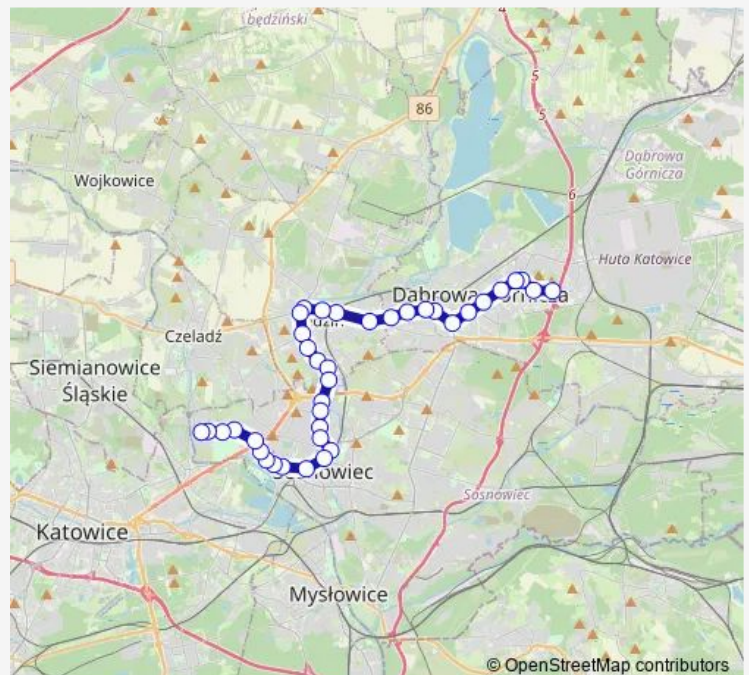 będziński
4
5
86
5
Dąbrowa
Górnicza
Wojkowice
6
Huta Katowice
Dąbrowa Górnicza
Czeladź
Siemianowice
Śląskie
Sosnowiec
Sosnowiec
Katowice
Mysłowice
© OpenStreetMap contributors